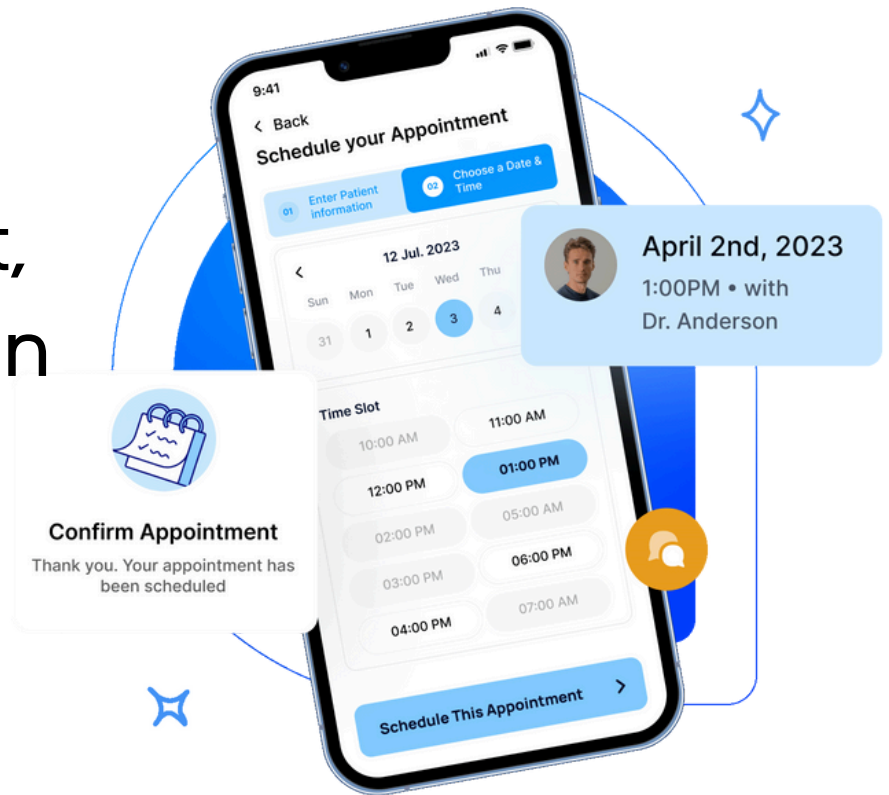 9:41
Back
Schedule your Appointment
01 Enter Patient information
02 Choose a Date & Time
12 Jul. 2023
Sun Mon Tue Wed Thu
31 1 2 3 4
April 2nd, 2023
1:00PM • with
Dr. Anderson
Time Slot
10:00 AM 11:00 AM
12:00 PM 01:00 PM
02:00 PM 05:00 AM
03:00 PM 06:00 PM
04:00 PM 07:00 AM
Schedule This Appointment
Confirm Appointment
Thank you. Your appointment has
been scheduled